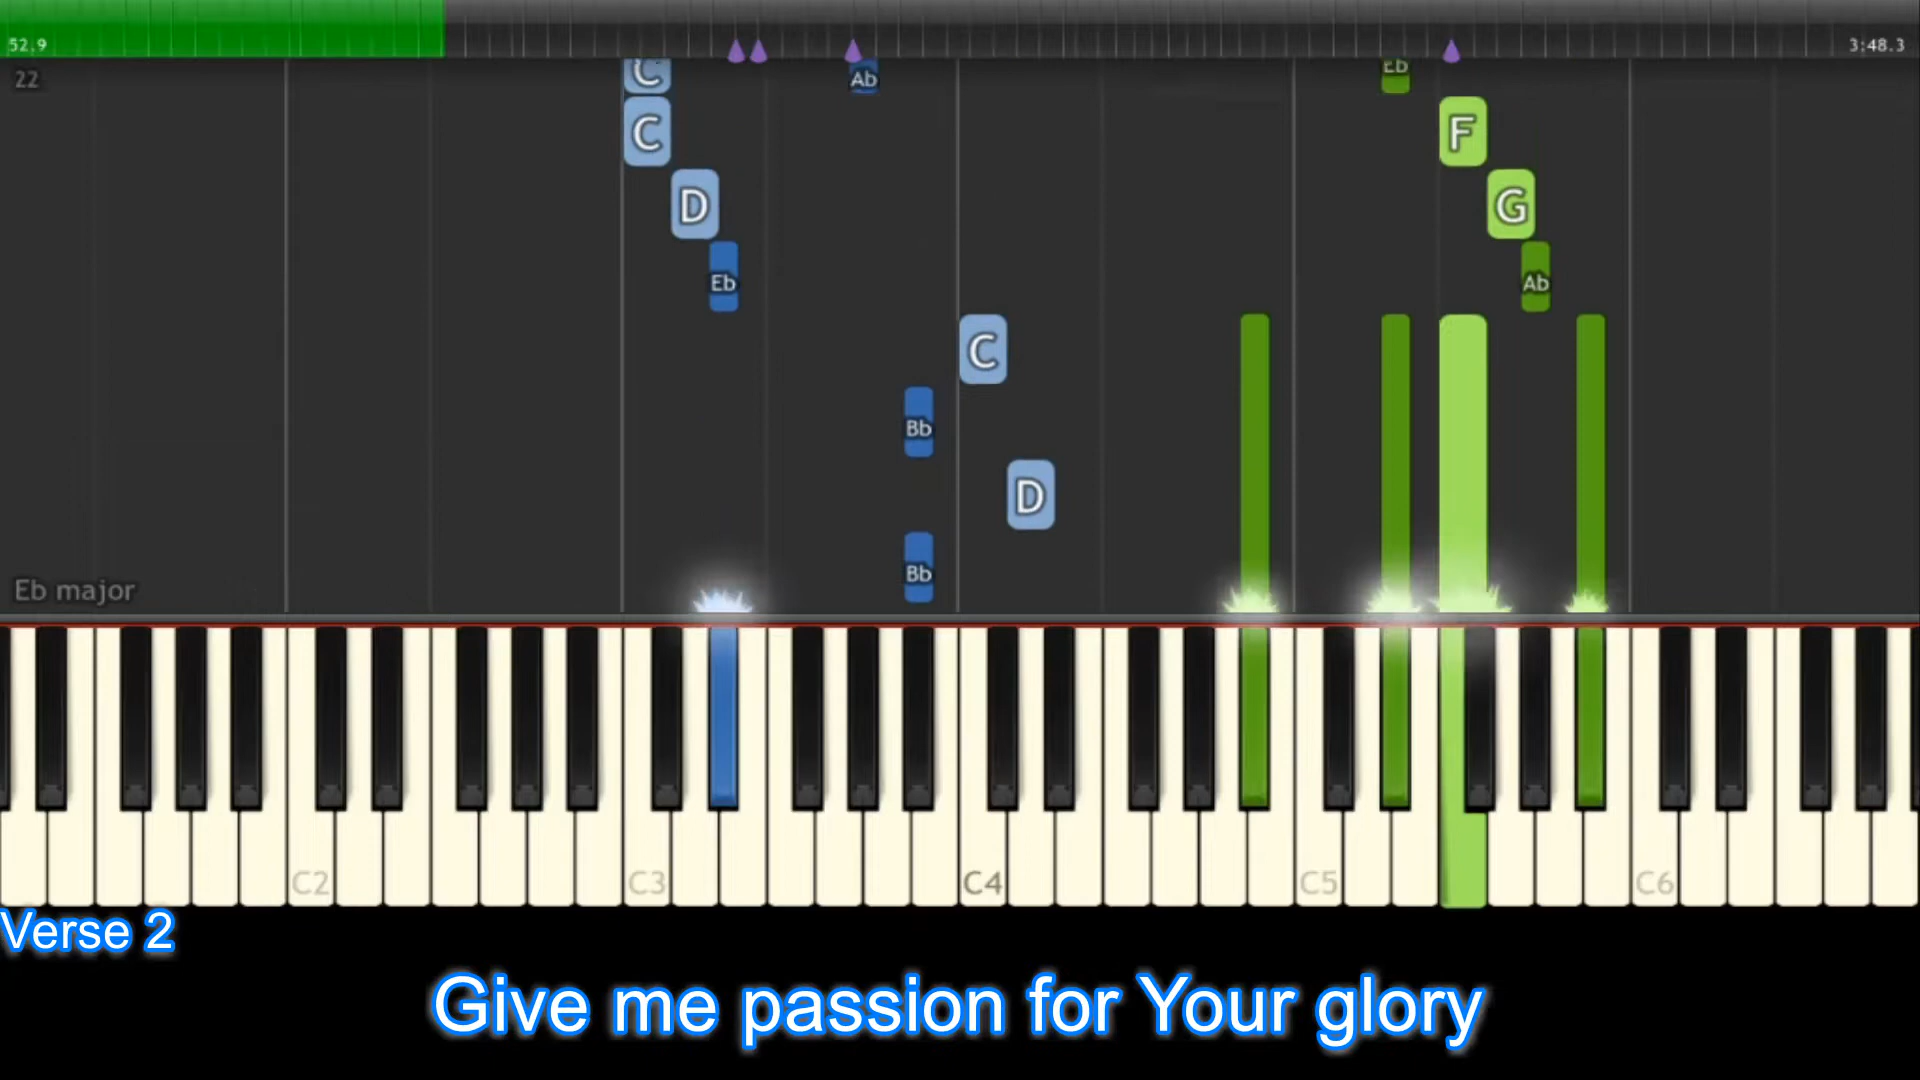 52.9
3:48.3
22
C
Ab
Eb
C
F
D
G
Eb
Ab
C
Bb
D
Bb
Eb major
C2
C3
C4
C5
C6
Verse 2
Give me passion for Your glory